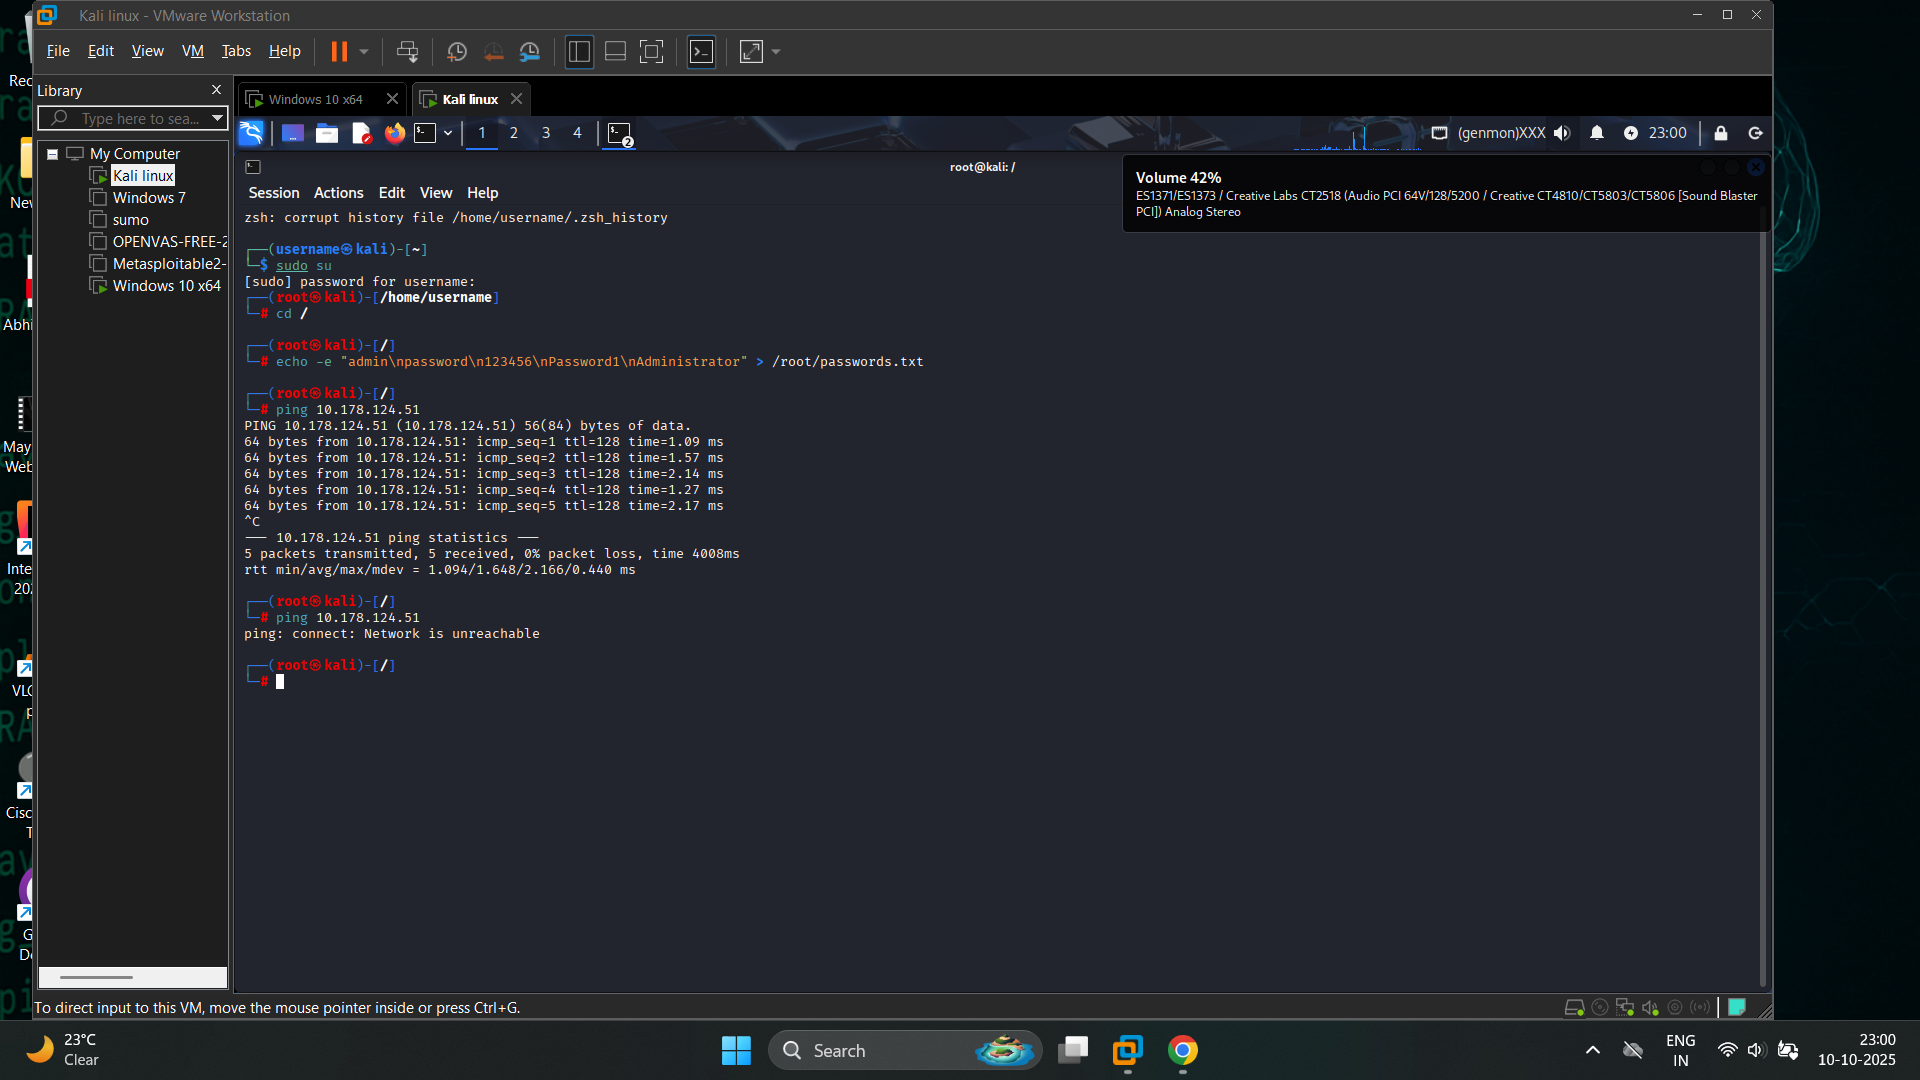 Kali linux - VMware Workstation
File Edit View VM Tabs Help
Library
Type here to sea...
My Computer
Kali linux
Windows 7
sumo
OPENVAS-FREE-2
Metasploitable2-
Windows 10 x64
Windows 10 x64
Kali linux
1 2 3 4
2
(genmon)XXX
23:00
root@kali: /
Volume 42%
ES1371/ES1373 / Creative Labs CT2518 (Audio PCI 64V/128/5200 / Creative CT4810/CT5803/CT5806 [Sound Blaster
PCI]) Analog Stereo
Session Actions Edit View Help
zsh: corrupt history file /home/username/.zsh_history
┌──(username㉿kali)-[~]
└─$ sudo su
[sudo] password for username:
┌──(root㉿kali)-[/home/username]
└─# cd /
┌──(root㉿kali)-[/]
└─# echo -e "admin\npassword\n123456\nPassword1\nAdministrator" > /root/passwords.txt
┌──(root㉿kali)-[/]
└─# ping 10.178.124.51
PING 10.178.124.51 (10.178.124.51) 56(84) bytes of data.
64 bytes from 10.178.124.51: icmp_seq=1 ttl=128 time=1.09 ms
64 bytes from 10.178.124.51: icmp_seq=2 ttl=128 time=1.57 ms
64 bytes from 10.178.124.51: icmp_seq=3 ttl=128 time=2.14 ms
64 bytes from 10.178.124.51: icmp_seq=4 ttl=128 time=1.27 ms
64 bytes from 10.178.124.51: icmp_seq=5 ttl=128 time=2.17 ms
^C
--- 10.178.124.51 ping statistics ---
5 packets transmitted, 5 received, 0% packet loss, time 4008ms
rtt min/avg/max/mdev = 1.094/1.648/2.166/0.440 ms
┌──(root㉿kali)-[/]
└─# ping 10.178.124.51
ping: connect: Network is unreachable
┌──(root㉿kali)-[/]
└─#
To direct input to this VM, move the mouse pointer inside or press Ctrl+G.
Rec
New
Abhi
May
Web
Inte
20
VLC
p
Cisc
T
G
De
23°C
Clear
Search
ENG
IN
23:00
10-10-2025